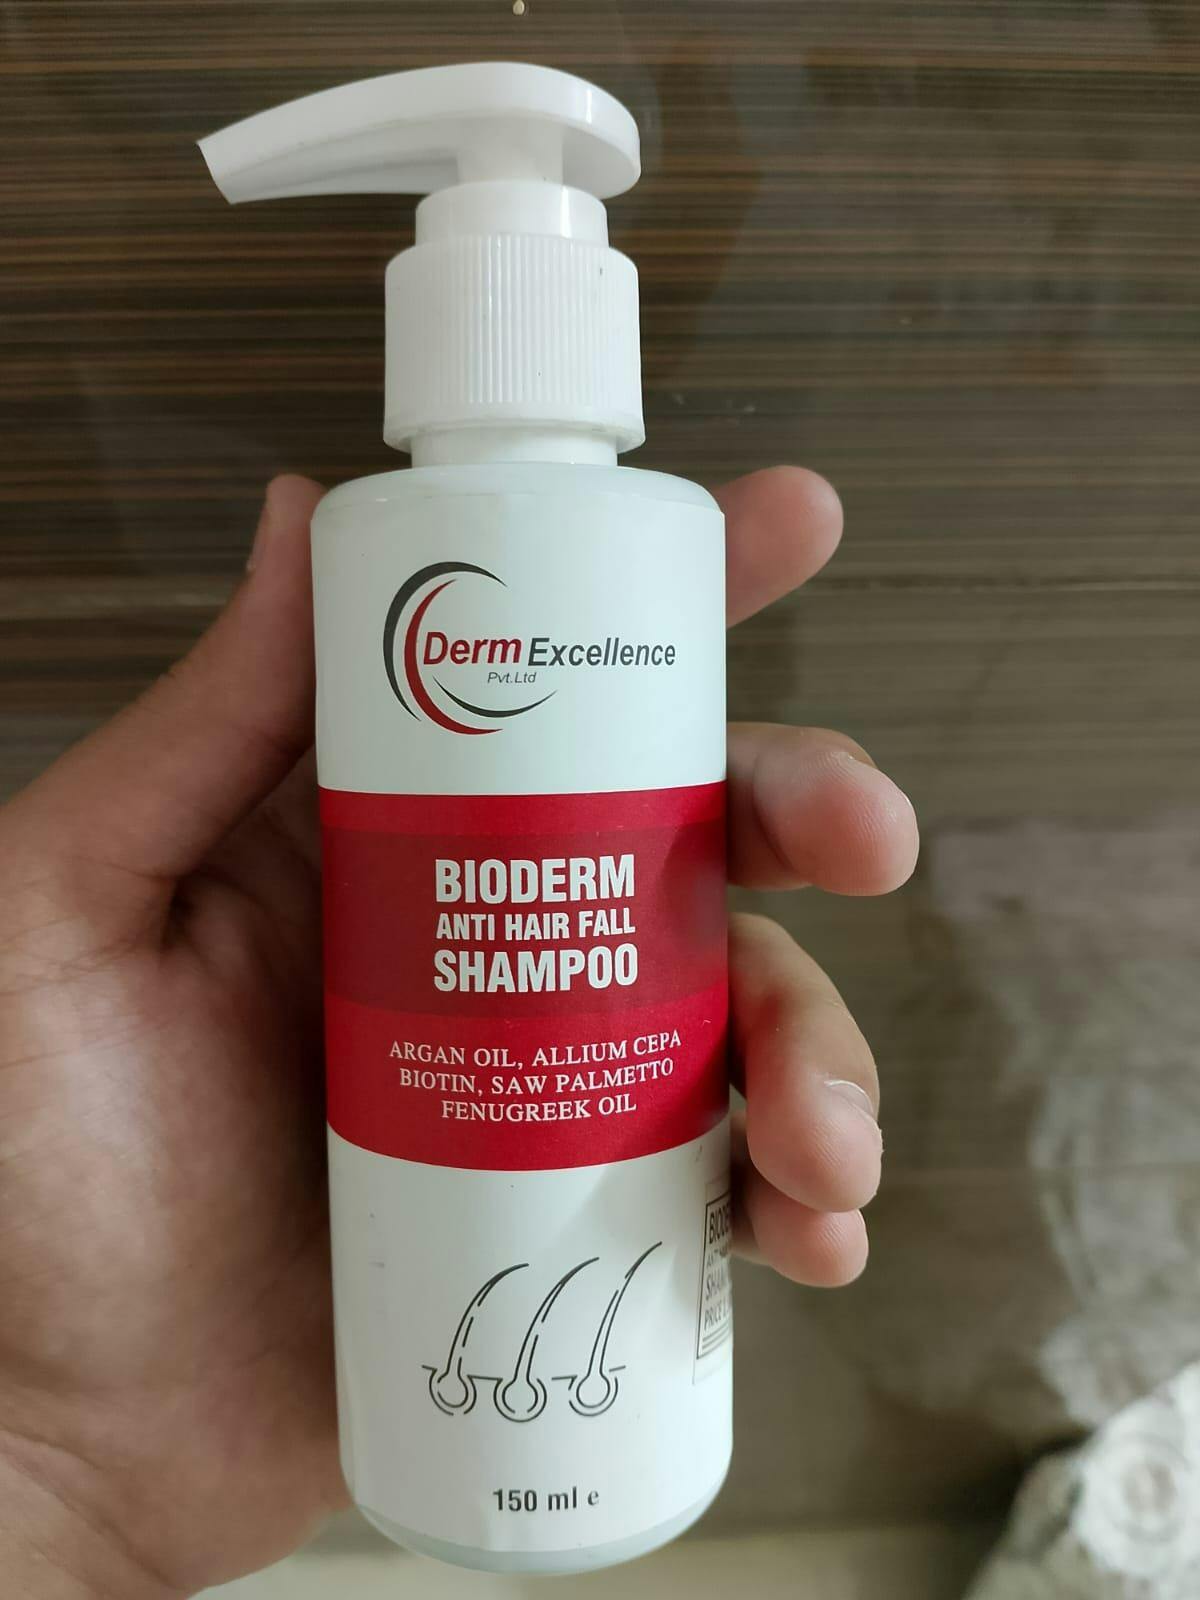 Derm Excellence
Pvt.Ltd
BIODERM
ANTI HAIR FALL
SHAMPOO
ARGAN OIL, ALLIUM CEPA
BIOTIN, SAW PALMETTO
FENUGREEK OIL
150 ml e